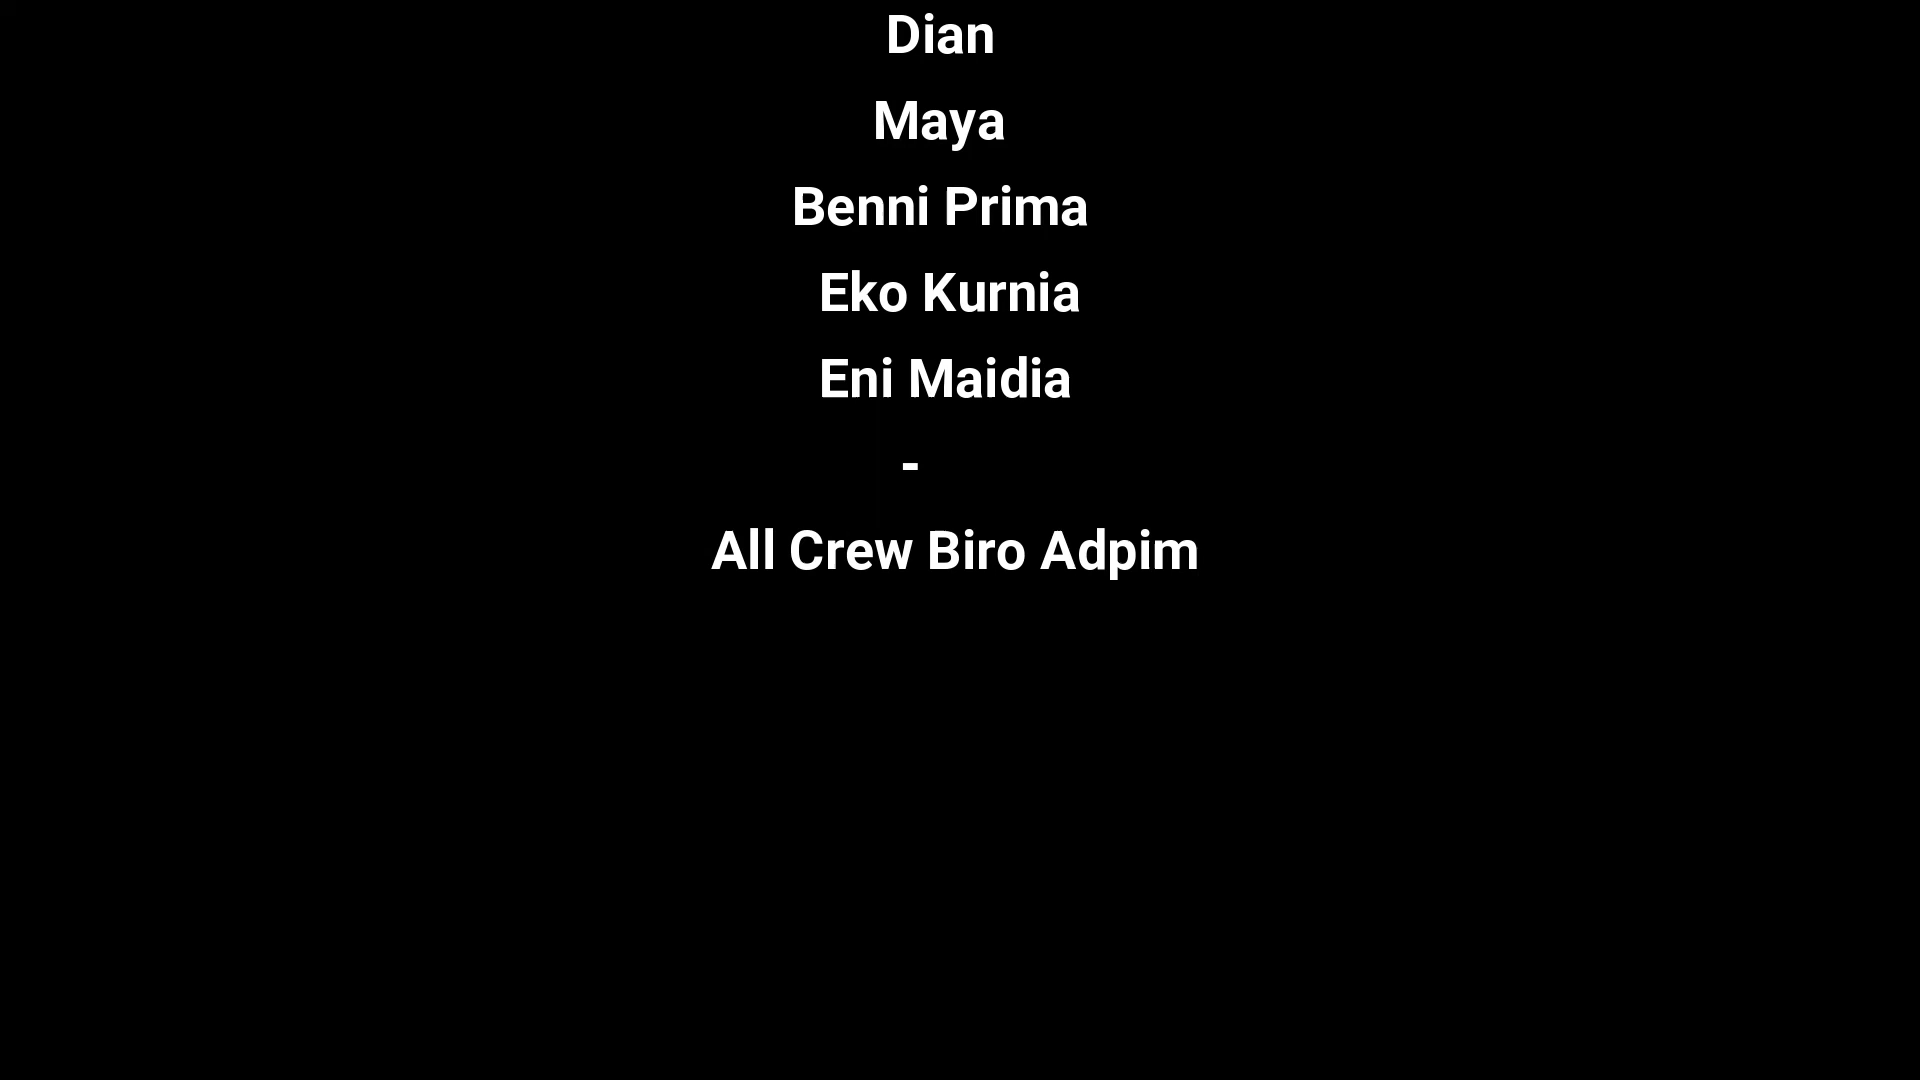 Dian
Maya
Benni Prima
Eko Kurnia
Eni Maidia
-
All Crew Biro Adpim